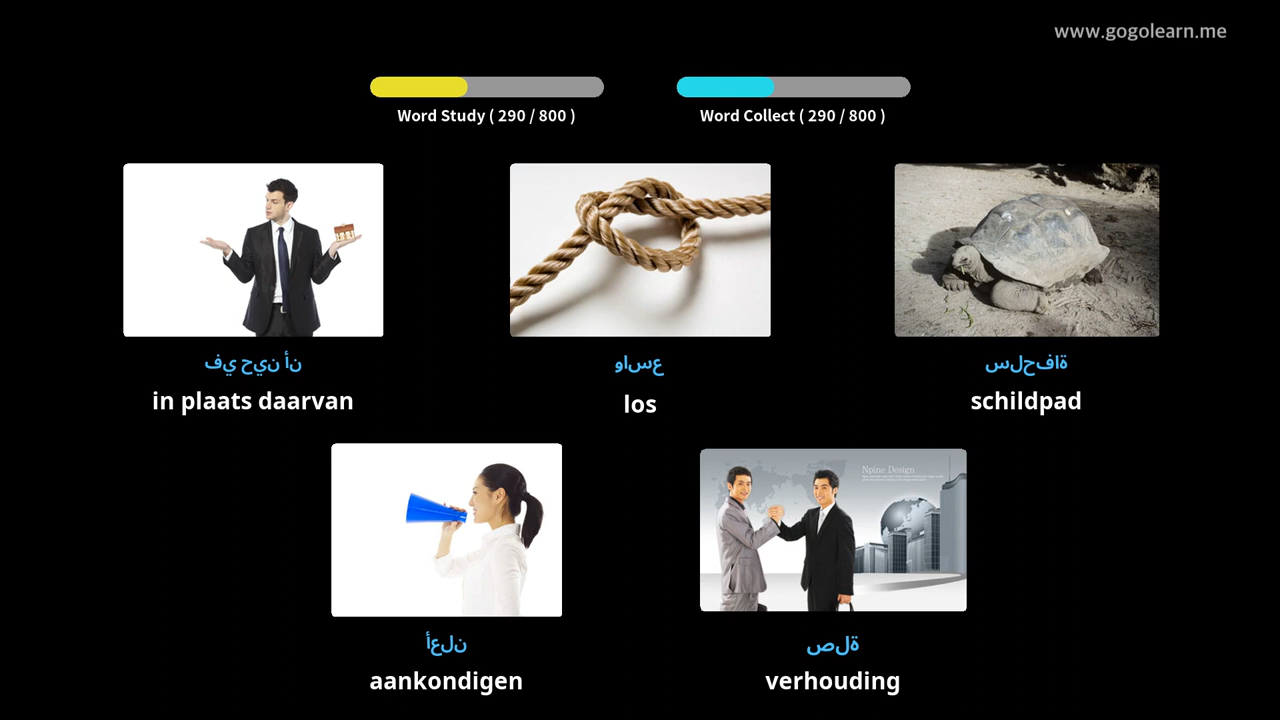 www.gogolearn.me
Word Study ( 290 / 800 )
Word Collect ( 290 / 800 )
في حين أن
in plaats daarvan
واسع
los
سلحفاة
schildpad
Npine Design
أعلن
aankondigen
صلة
verhouding